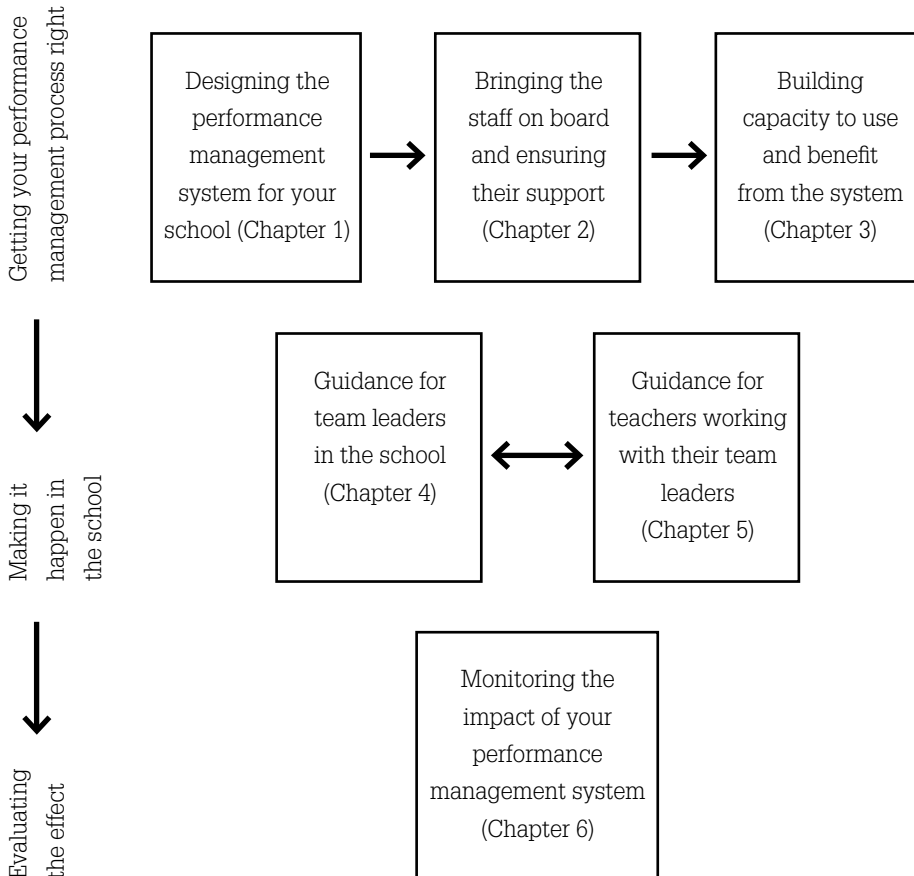 Getting your performance
management process right
Designing the
performance
management
system for your
school (Chapter 1)
Bringing the
staff on board
and ensuring
their support
(Chapter 2)
Building
capacity to use
and benefit
from the system
(Chapter 3)
Making it
happen in
the school
Guidance for
team leaders
in the school
(Chapter 4)
Guidance for
teachers working
with their team
leaders
(Chapter 5)
Evaluating
the effect
Monitoring the
impact of your
performance
management system
(Chapter 6)